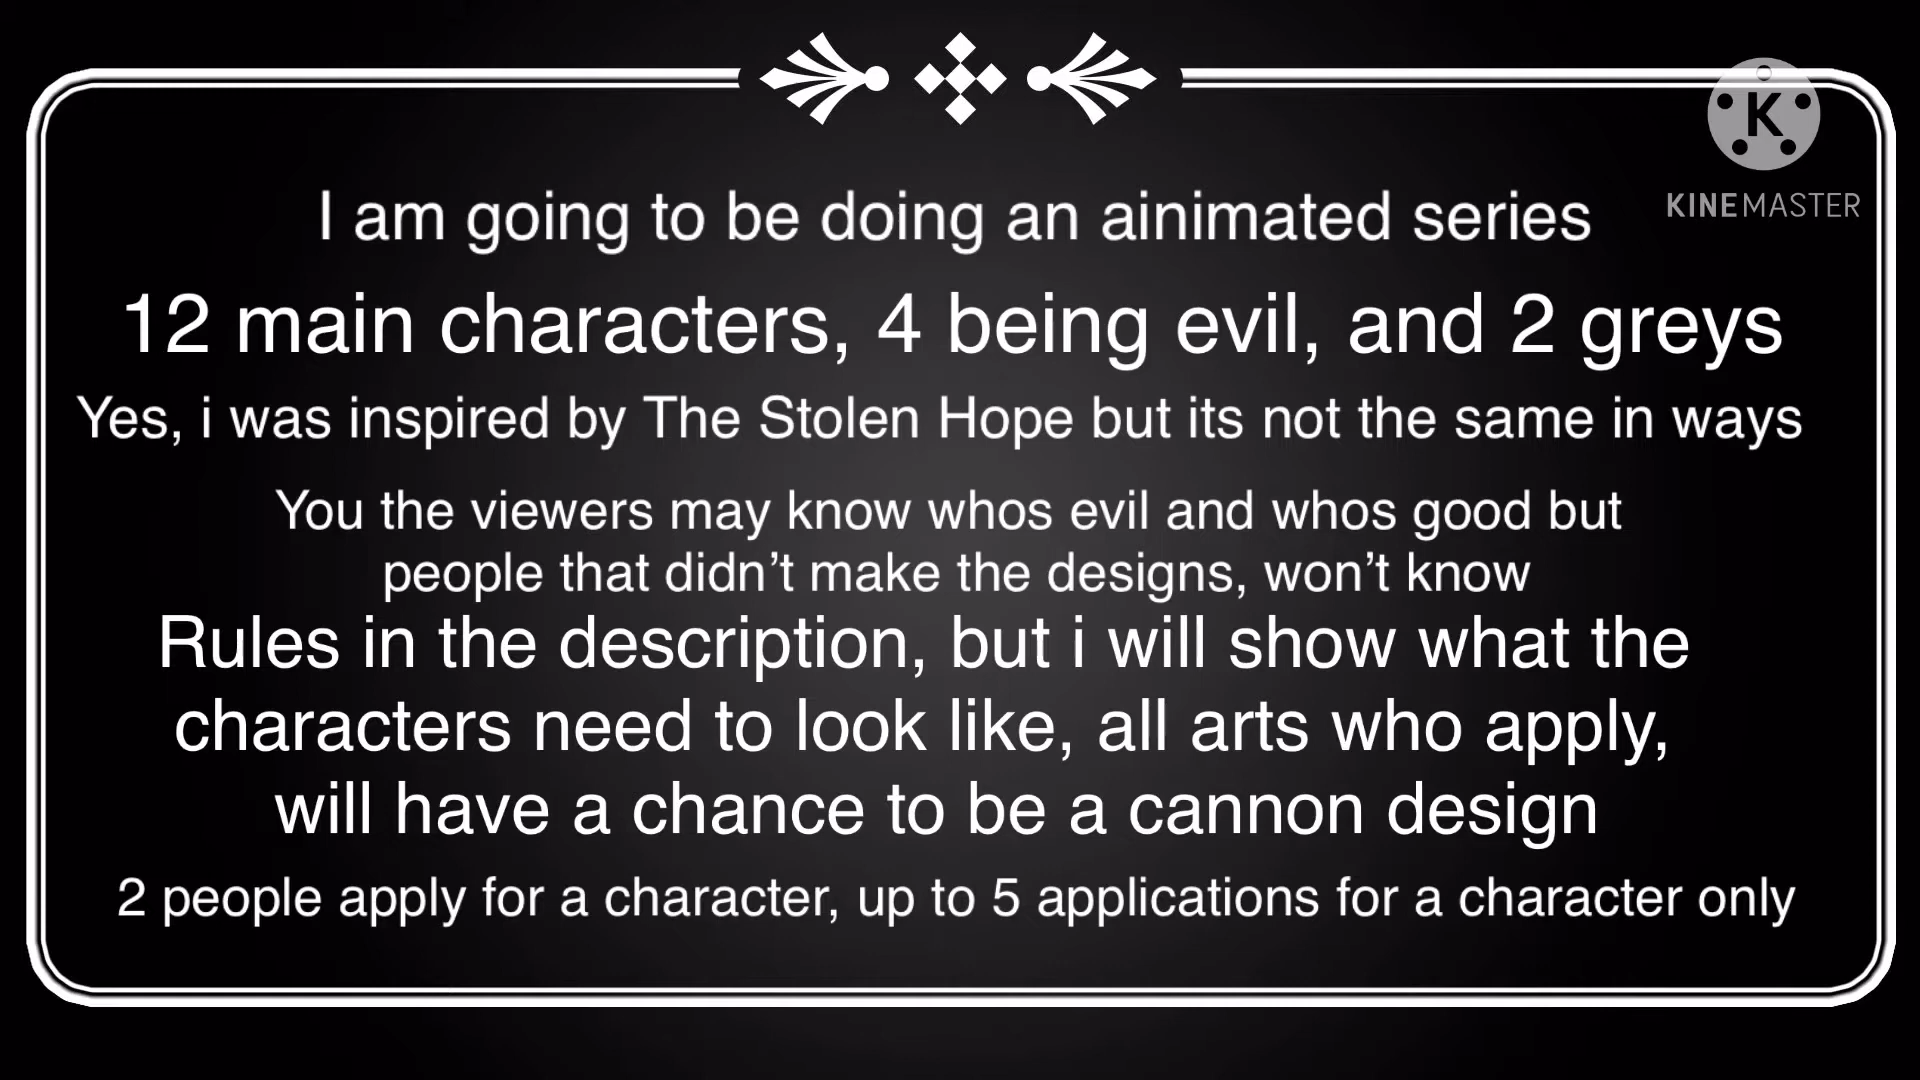 K
KINEMASTER
I am going to be doing an ainimated series
12 main characters, 4 being evil, and 2 greys
Yes, i was inspired by The Stolen Hope but its not the same in ways
You the viewers may know whos evil and whos good but
people that didn’t make the designs, won’t know
Rules in the description, but i will show what the
characters need to look like, all arts who apply,
will have a chance to be a cannon design
2 people apply for a character, up to 5 applications for a character only